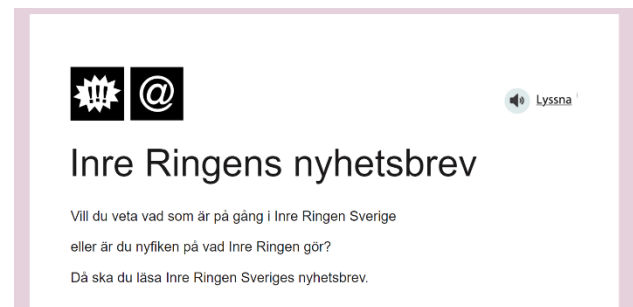 !!! @
Lyssna
Inre Ringens nyhetsbrev
Vill du veta vad som är på gång i Inre Ringen Sverige
eller är du nyfiken på vad Inre Ringen gör?
Då ska du läsa Inre Ringen Sveriges nyhetsbrev.